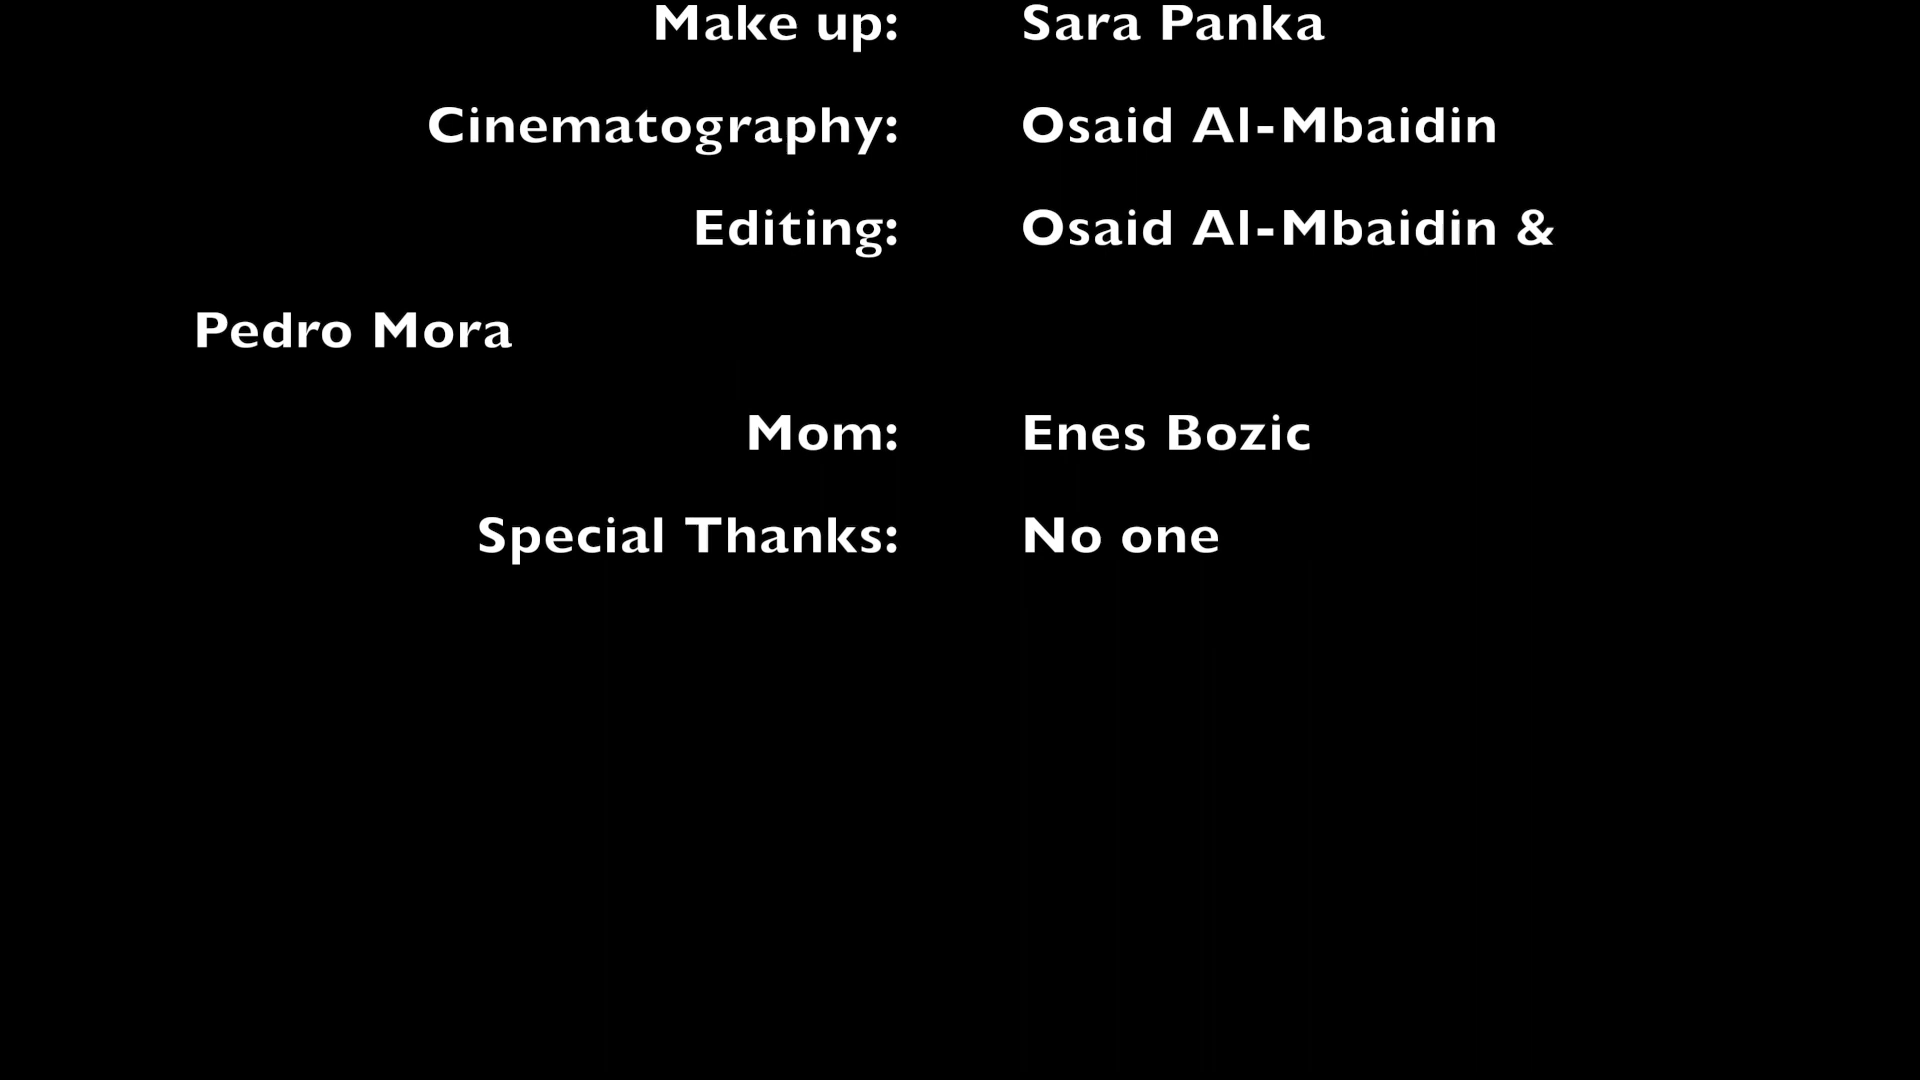 Make up: Sara Panka
Cinematography: Osaid Al-Mbaidin
Editing: Osaid Al-Mbaidin &
Pedro Mora
Mom: Enes Bozic
Special Thanks: No one